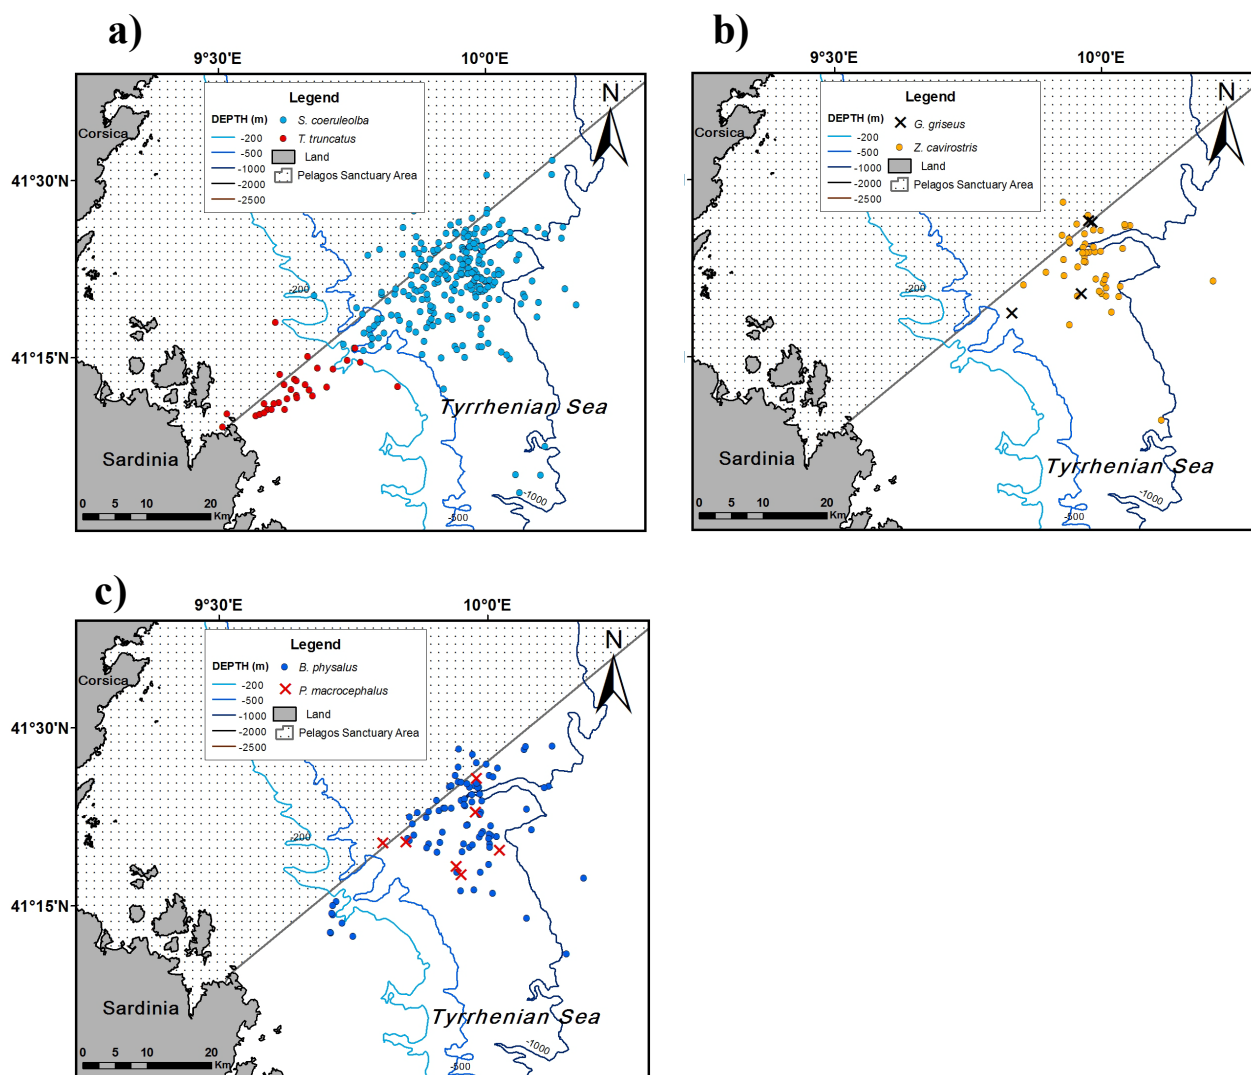 a)
9°30'E
10°0'E
N
Legend
DEPTH (m)
S. coeruleolba
-200
T. truncatus
-500
Land
-1000
Pelagos Sanctuary Area
-2000
-2500
Corsica
41°30'N
-200
41°15'N
Tyrrhenian Sea
Sardinia
0 5 10 20
Km
-1000
-500
b)
9°30'E
10°0'E
N
Legend
DEPTH (m)
G. griseus
-200
Z. cavirostris
-500
Land
-1000
Pelagos Sanctuary Area
-2000
-2500
Corsica
-200
Tyrrhenian Sea
Sardinia
0 5 10 20
Km
-1000
-500
c)
9°30'E
10°0'E
N
Legend
DEPTH (m)
B. physalus
-200
P. macrocephalus
-500
Land
-1000
Pelagos Sanctuary Area
-2000
-2500
Corsica
41°30'N
-200
41°15'N
Sardinia
Tyrrhenian Sea
0 5 10 20
Km
-1000
-500